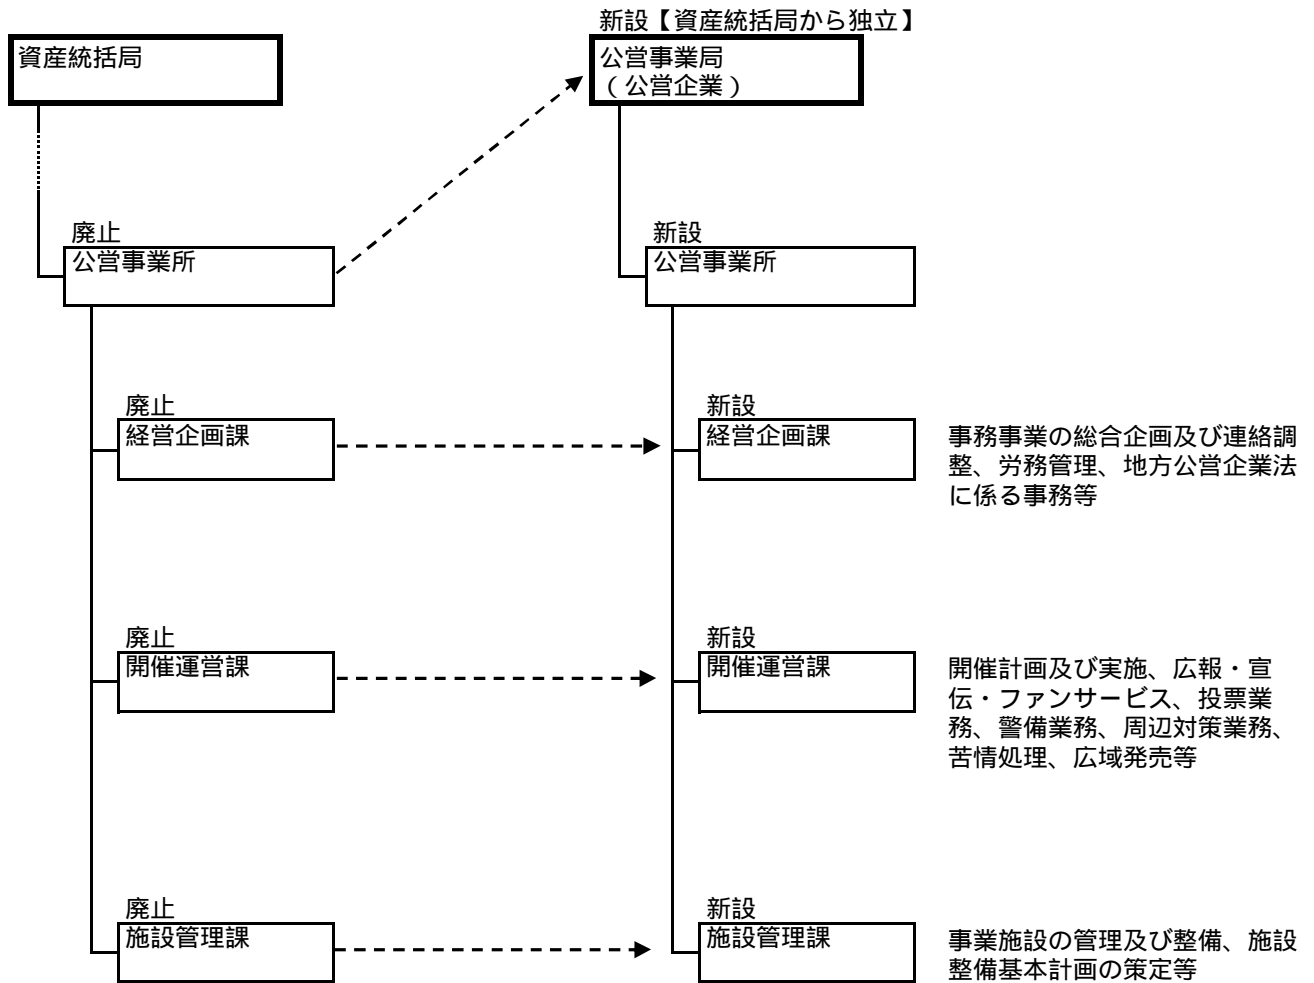 新設【資産統括局から独立】
資産統括局
公営事業局
（公営企業）
廃止
公営事業所
新設
公営事業所
廃止
経営企画課
新設
経営企画課
事務事業の総合企画及び連絡調
整、労務管理、地方公営企業法
に係る事務等
廃止
開催運営課
新設
開催運営課
開催計画及び実施、広報・宣
伝・ファンサービス、投票業
務、警備業務、周辺対策業務、
苦情処理、広域発売等
廃止
施設管理課
新設
施設管理課
事業施設の管理及び整備、施設
整備基本計画の策定等